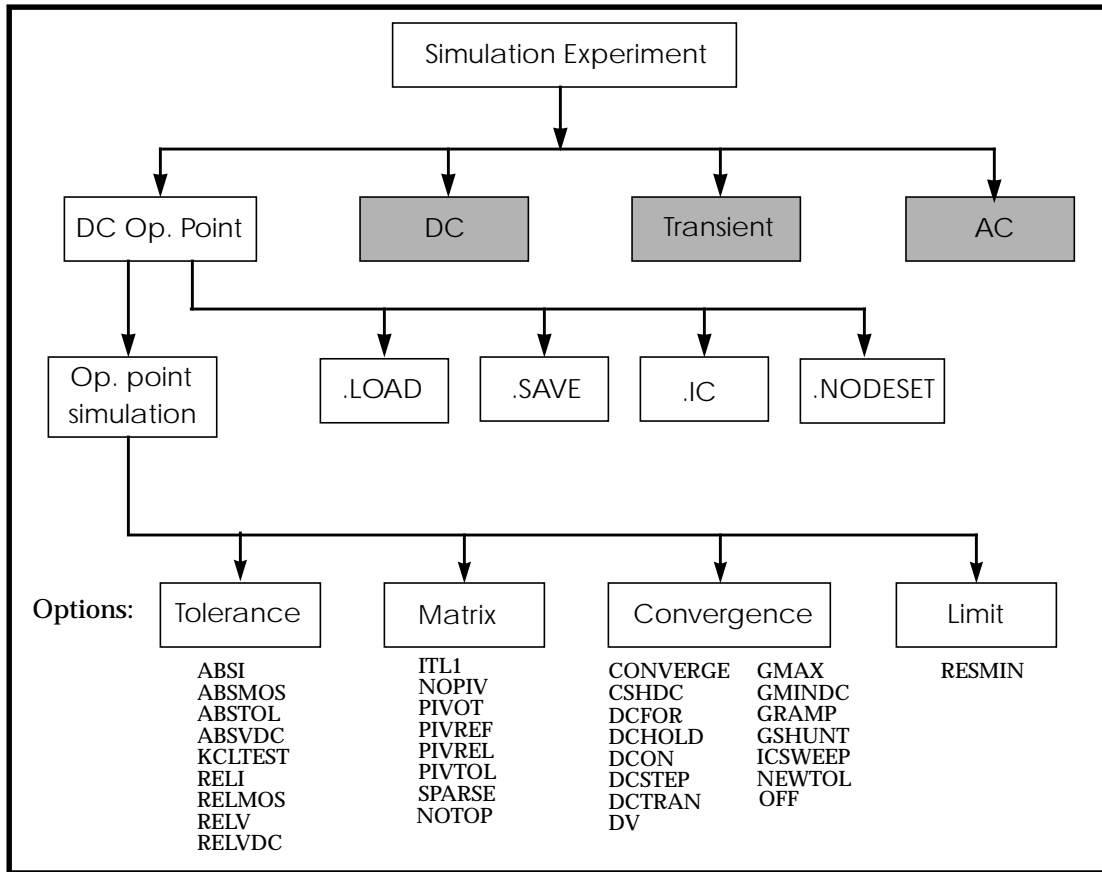 Simulation Experiment
DC Op. Point
DC
Transient
AC
Op. point
simulation
.LOAD
.SAVE
.IC
.NODESET
Options:
Tolerance
Matrix
Convergence
Limit
ABSI
ABSMOS
ABSTOL
ABSVDC
KCLTEST
RELI
RELMOS
RELV
RELVDC
ITL1
NOPIV
PIVOT
PIVREF
PIVREL
PIVTOL
SPARSE
NOTOP
CONVERGE
CSHDC
DCFOR
DCHOLD
DCON
DCSTEP
DCTRAN
DV
GMAX
GMINDC
GRAMP
GSHUNT
ICSWEEP
NEWTOL
OFF
RESMIN